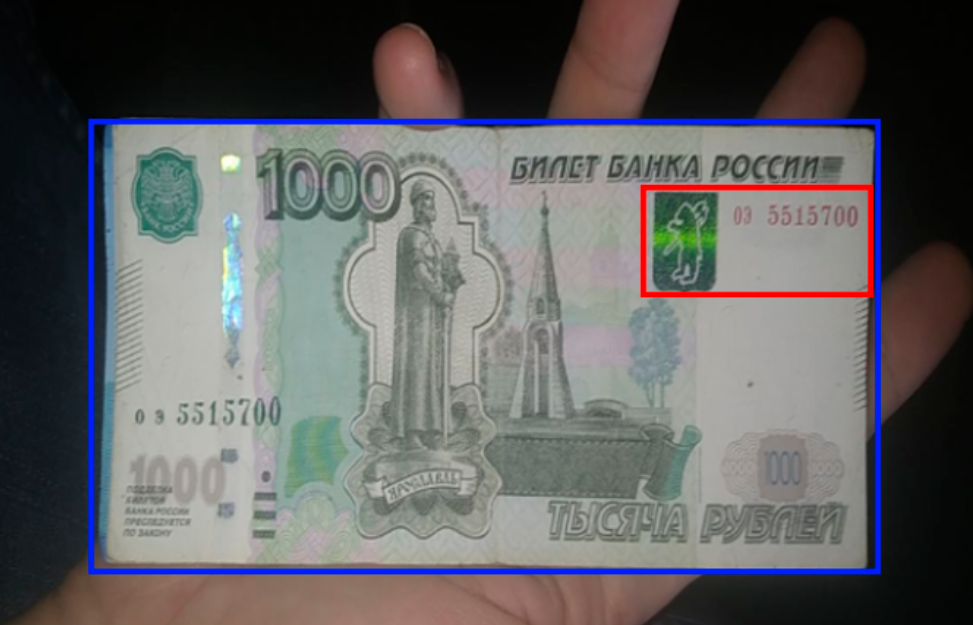 1000
БИЛЕТ БАНКА РОССИИ
ОЭ 5515700
ОЭ 5515700
1000
ПОДДЕЛКА
БИЛЕТОВ
БАНКА РОССИИ
ПРЕСЛЕДУЕТСЯ
ПО ЗАКОНУ
ЯРОСЛАВЛЬ
1000
ТЫСЯЧА РУБЛЕЙ